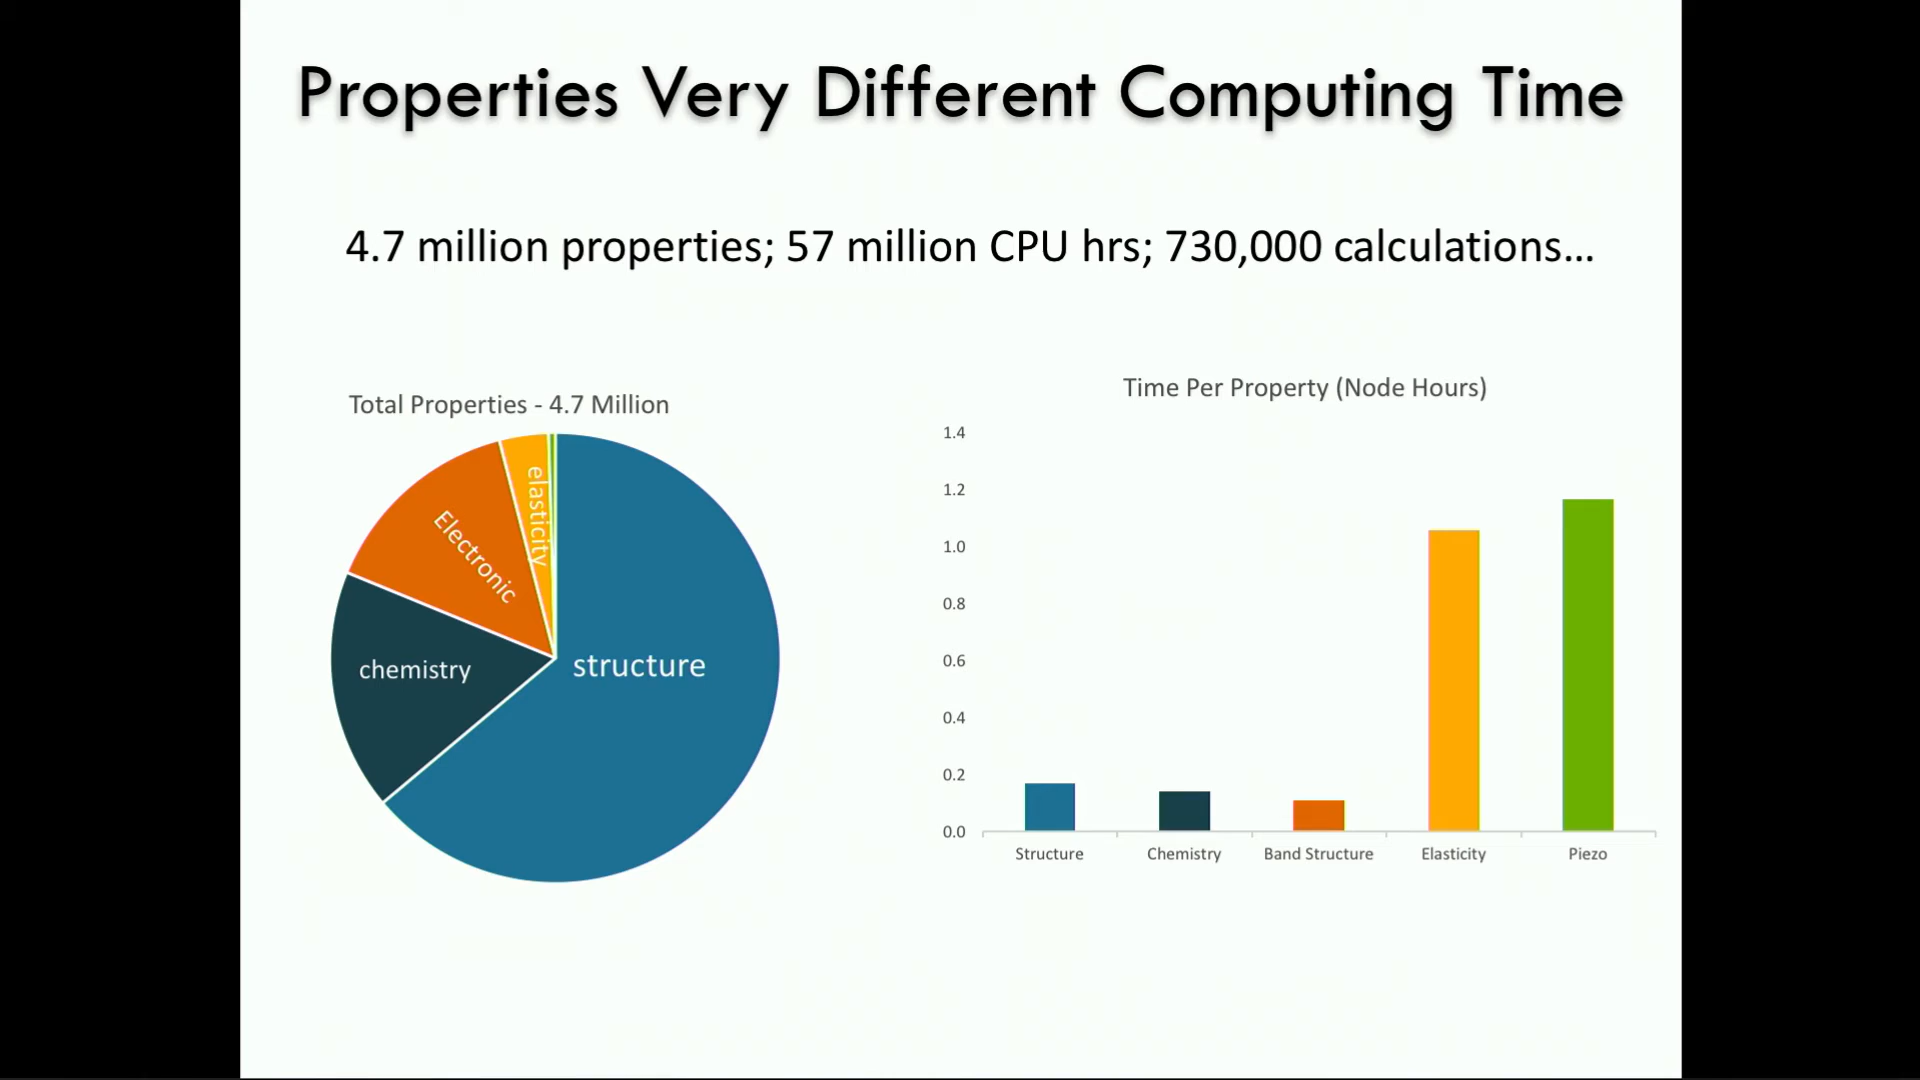 Properties Very Different Computing Time
4.7 million properties; 57 million CPU hrs; 730,000 calculations...
Total Properties - 4.7 Million
elasticity
Electronic
chemistry
structure
Time Per Property (Node Hours)
1.4
1.2
1.0
0.8
0.6
0.4
0.2
0.0
Structure Chemistry Band Structure Elasticity Piezo